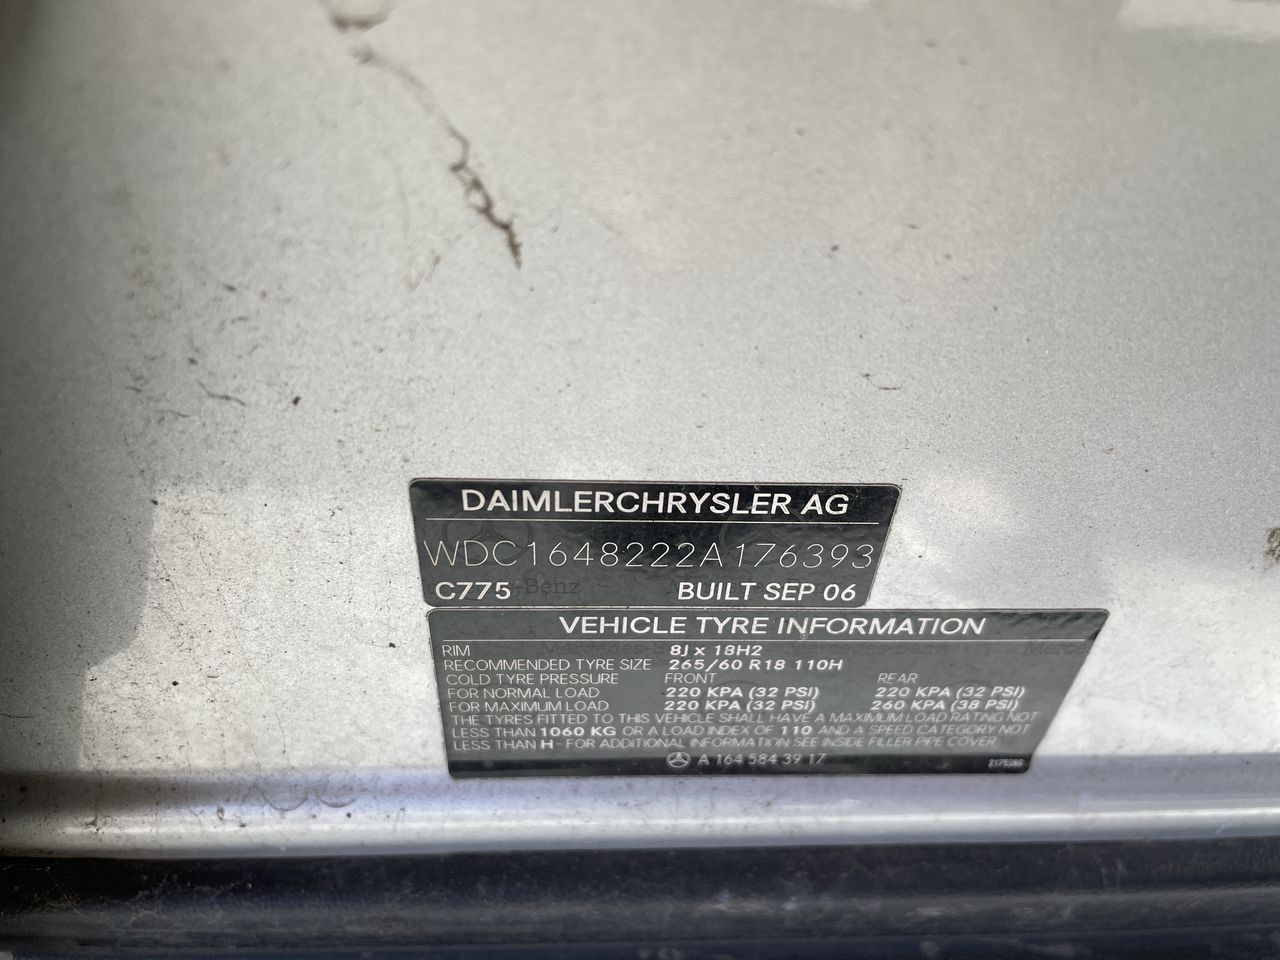 DAIMLERCHRYSLER AG
WDC1648222A176393
C775 -Benz BUILT SEP 06
VEHICLE TYRE INFORMATION
RIM 8J x 18H2
RECOMMENDED TYRE SIZE 265/60 R18 110H
COLD TYRE PRESSURE FRONT REAR
FOR NORMAL LOAD 220 KPA (32 PSI) 220 KPA (32 PSI)
FOR MAXIMUM LOAD 220 KPA (32 PSI) 260 KPA (38 PSI)
THE TYRES FITTED TO THIS VEHICLE SHALL HAVE A MAXIMUM LOAD RATING NOT
LESS THAN 1060 KG OR A LOAD INDEX OF 110 AND A SPEED CATEGORY NOT
LESS THAN H - FOR ADDITIONAL INFORMATION SEE INSIDE FILLER PIPE COVER
A 164 584 39 17